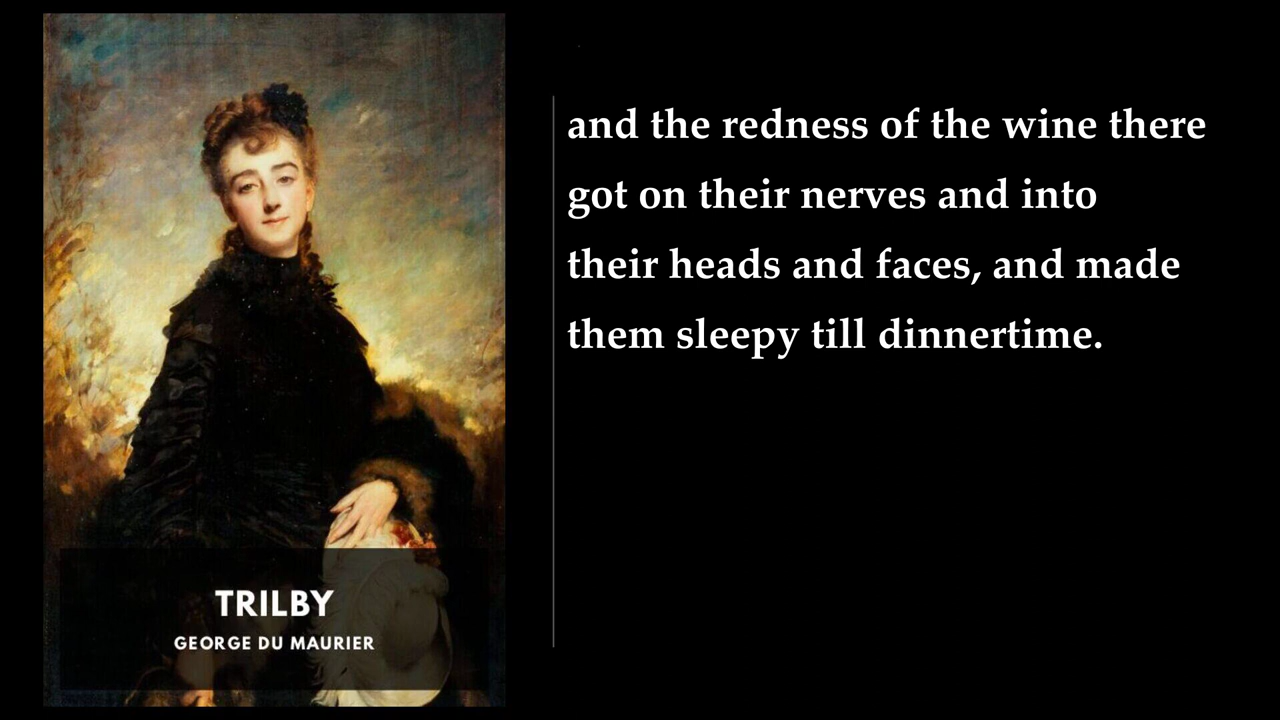 and the redness of the wine there
got on their nerves and into
their heads and faces, and made
them sleepy till dinnertime.
TRILBY
GEORGE DU MAURIER